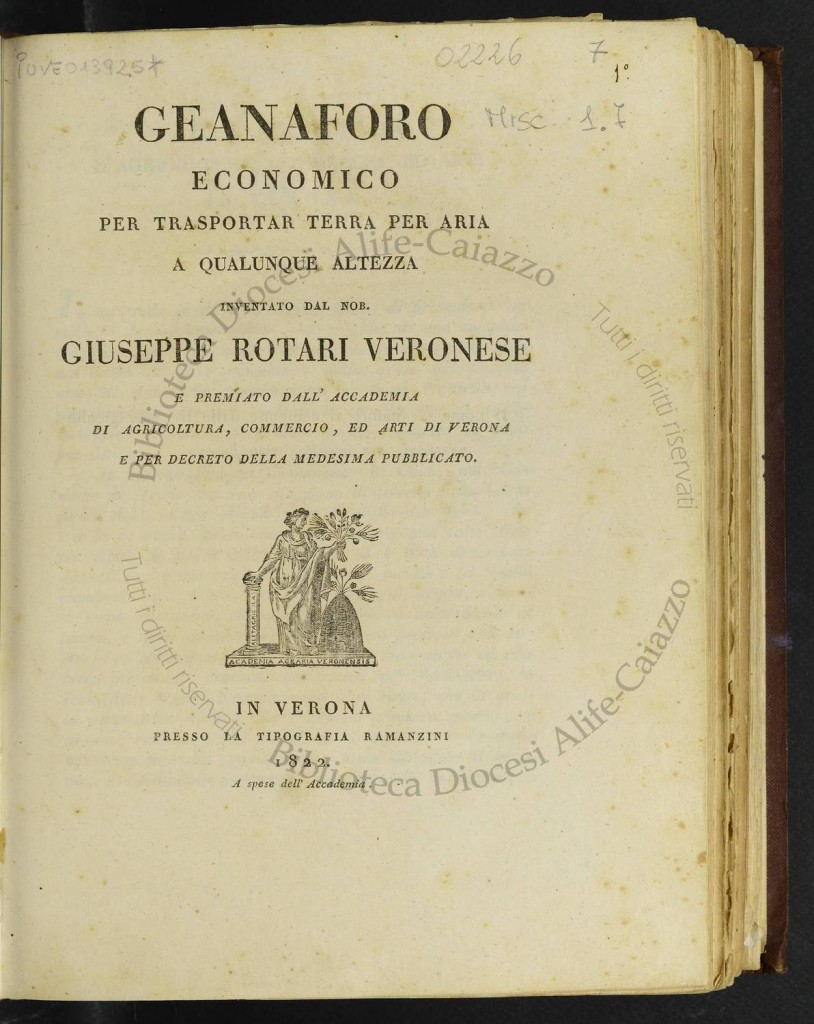 PUVE013925*
02226
7
1°
Misc 1.7
GEANAFORO
ECONOMICO
PER TRASPORTAR TERRA PER ARIA
A QUALUNQUE ALTEZZA
INVENTATO DAL NOB.
GIUSEPPE ROTARI VERONESE
E PREMIATO DALL' ACCADEMIA
DI AGRICOLTURA, COMMERCIO, ED ARTI DI VERONA
E PER DECRETO DELLA MEDESIMA PUBBLICATO.
ACADEMIA AGRARIA VERONENSIS
IN VERONA
PRESSO LA TIPOGRAFIA RAMANZINI
1822.
A spese dell' Accademia.
Biblioteca Diocesi Alife-Caiazzo
Tutti i diritti riservati
Tutti i diritti riservati
Biblioteca Diocesi Alife-Caiazzo